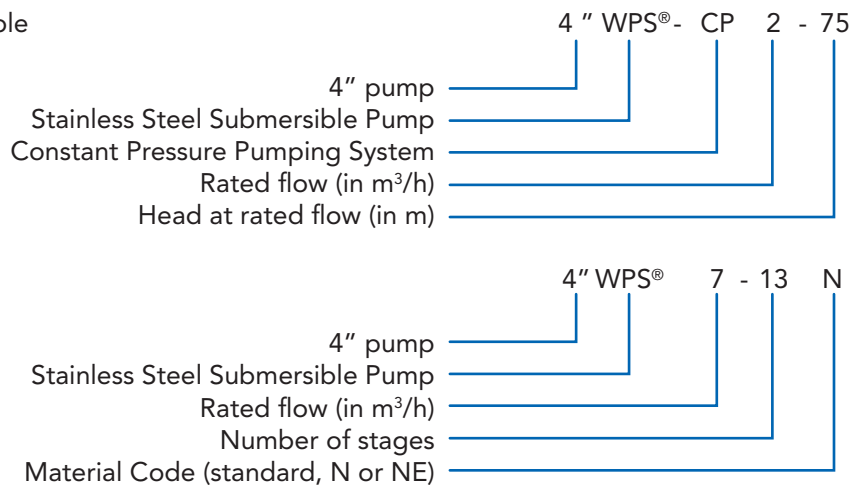 4 " WPS®- CP 2 - 75
4" pump
Stainless Steel Submersible Pump
Constant Pressure Pumping System
Rated flow (in m³/h)
Head at rated flow (in m)
4" WPS® 7 - 13 N
4" pump
Stainless Steel Submersible Pump
Rated flow (in m³/h)
Number of stages
Material Code (standard, N or NE)